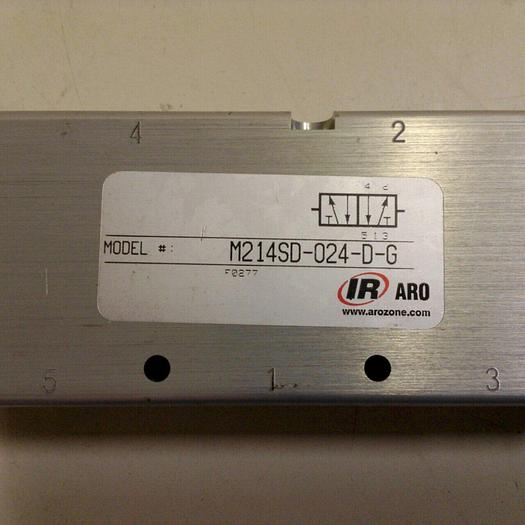 4 2
4 2
5 1 3
MODEL #: M214SD-024-D-G
F0277
IR ARO
www.arozone.com
5 1 3